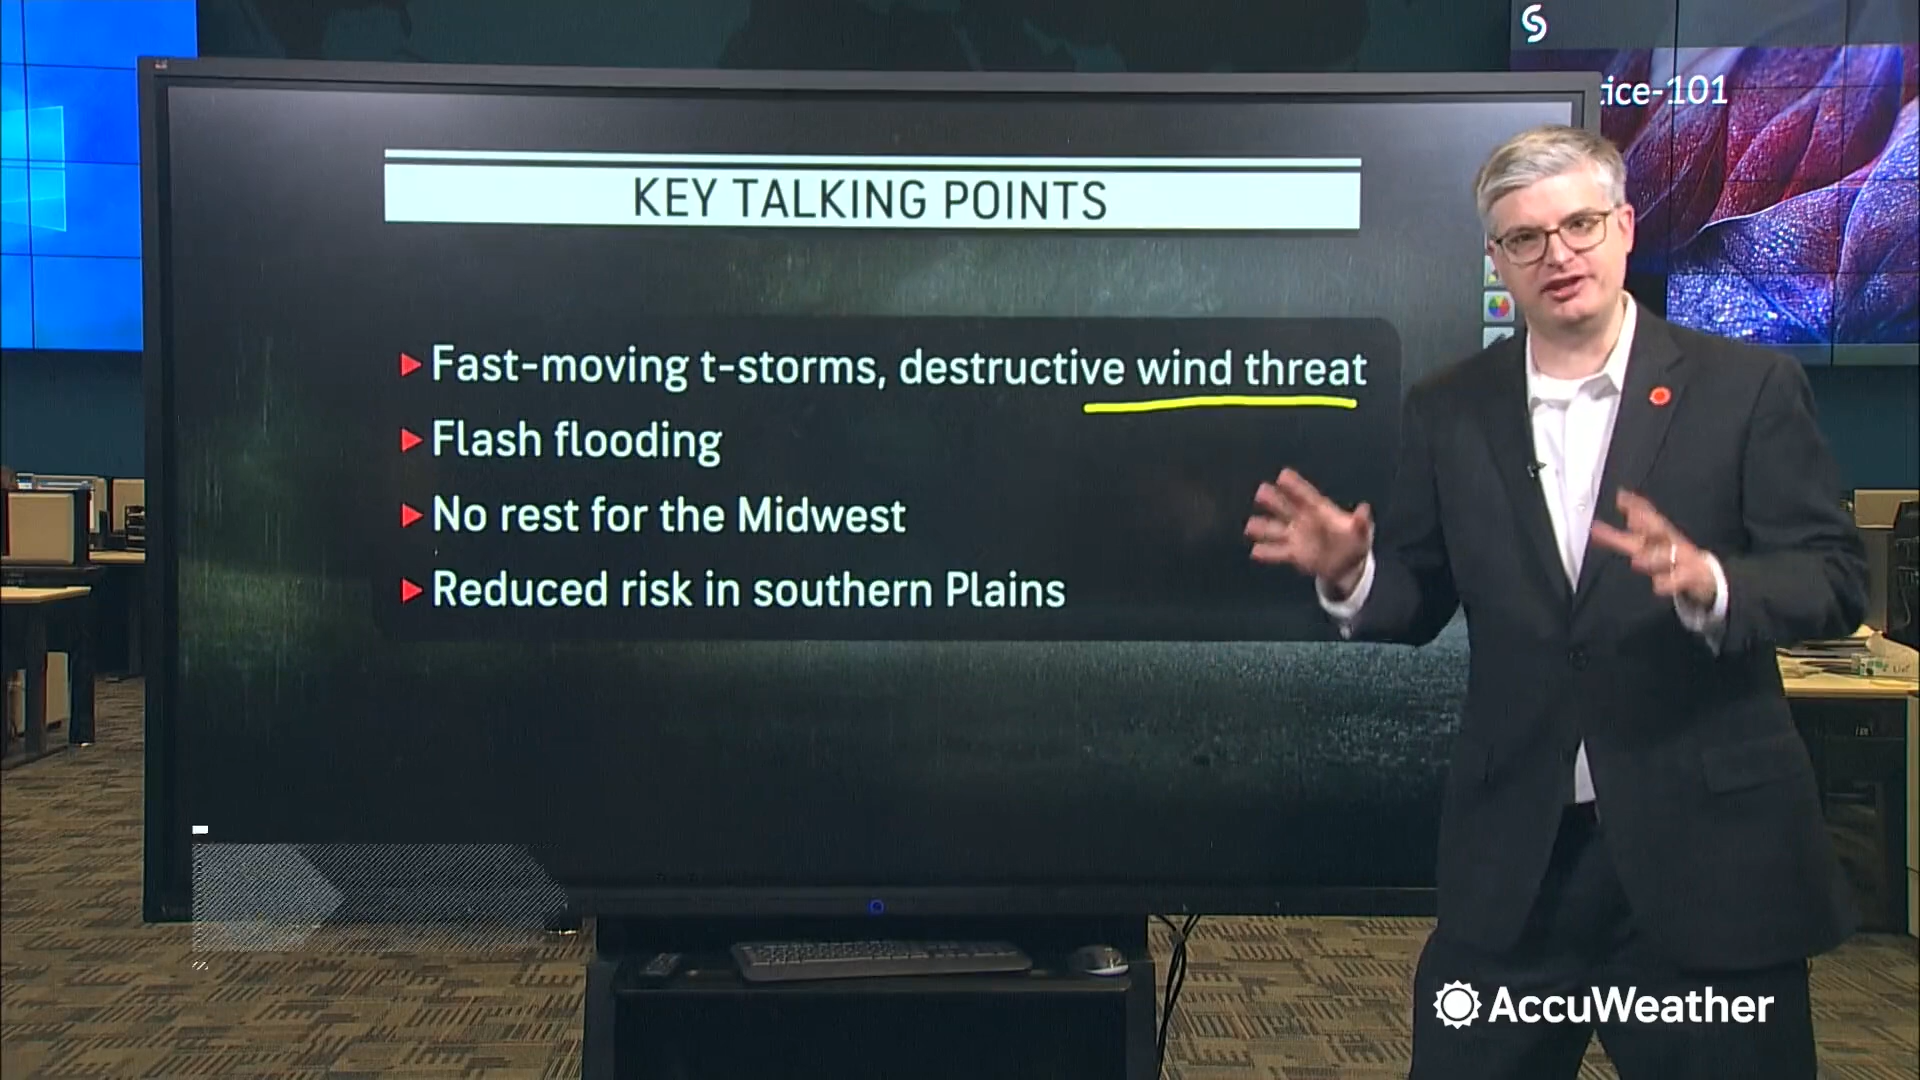 ice-101
KEY TALKING POINTS
Fast-moving t-storms, destructive wind threat
Flash flooding
No rest for the Midwest
Reduced risk in southern Plains
AccuWeather